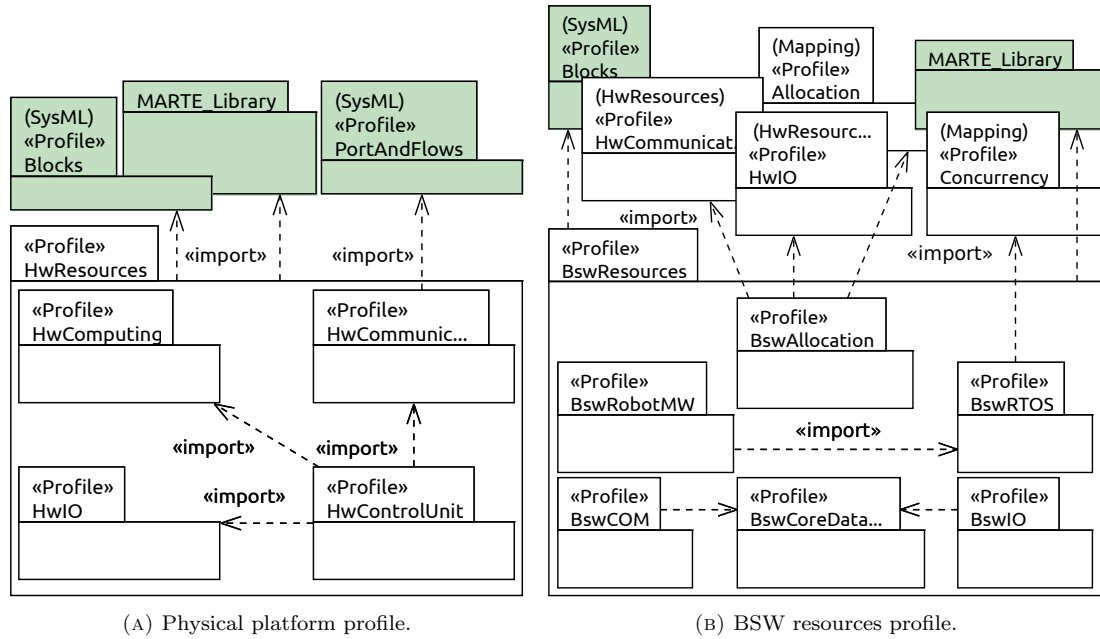 (SysML)
«Profile»
Blocks
MARTE_Library
(SysML)
«Profile»
PortAndFlows
«import»
«import»
«Profile»
HwResources
«Profile»
HwComputing
«Profile»
HwCommunic...
«import»
«import»
«import»
«Profile»
HwIO
«Profile»
HwControlUnit
(A) Physical platform profile.
(SysML)
«Profile»
Blocks
(Mapping)
«Profile»
Allocation
MARTE_Library
(HwResources)
«Profile»
HwCommunicat.
(HwResourc...
«Profile»
HwIO
(Mapping)
«Profile»
Concurrency
«import»
«import»
«Profile»
BswResources
«Profile»
BswAllocation
«Profile»
BswRobotMW
«import»
«Profile»
BswRTOS
«Profile»
BswCOM
«Profile»
BswCoreData...
«Profile»
BswIO
(B) BSW resources profile.